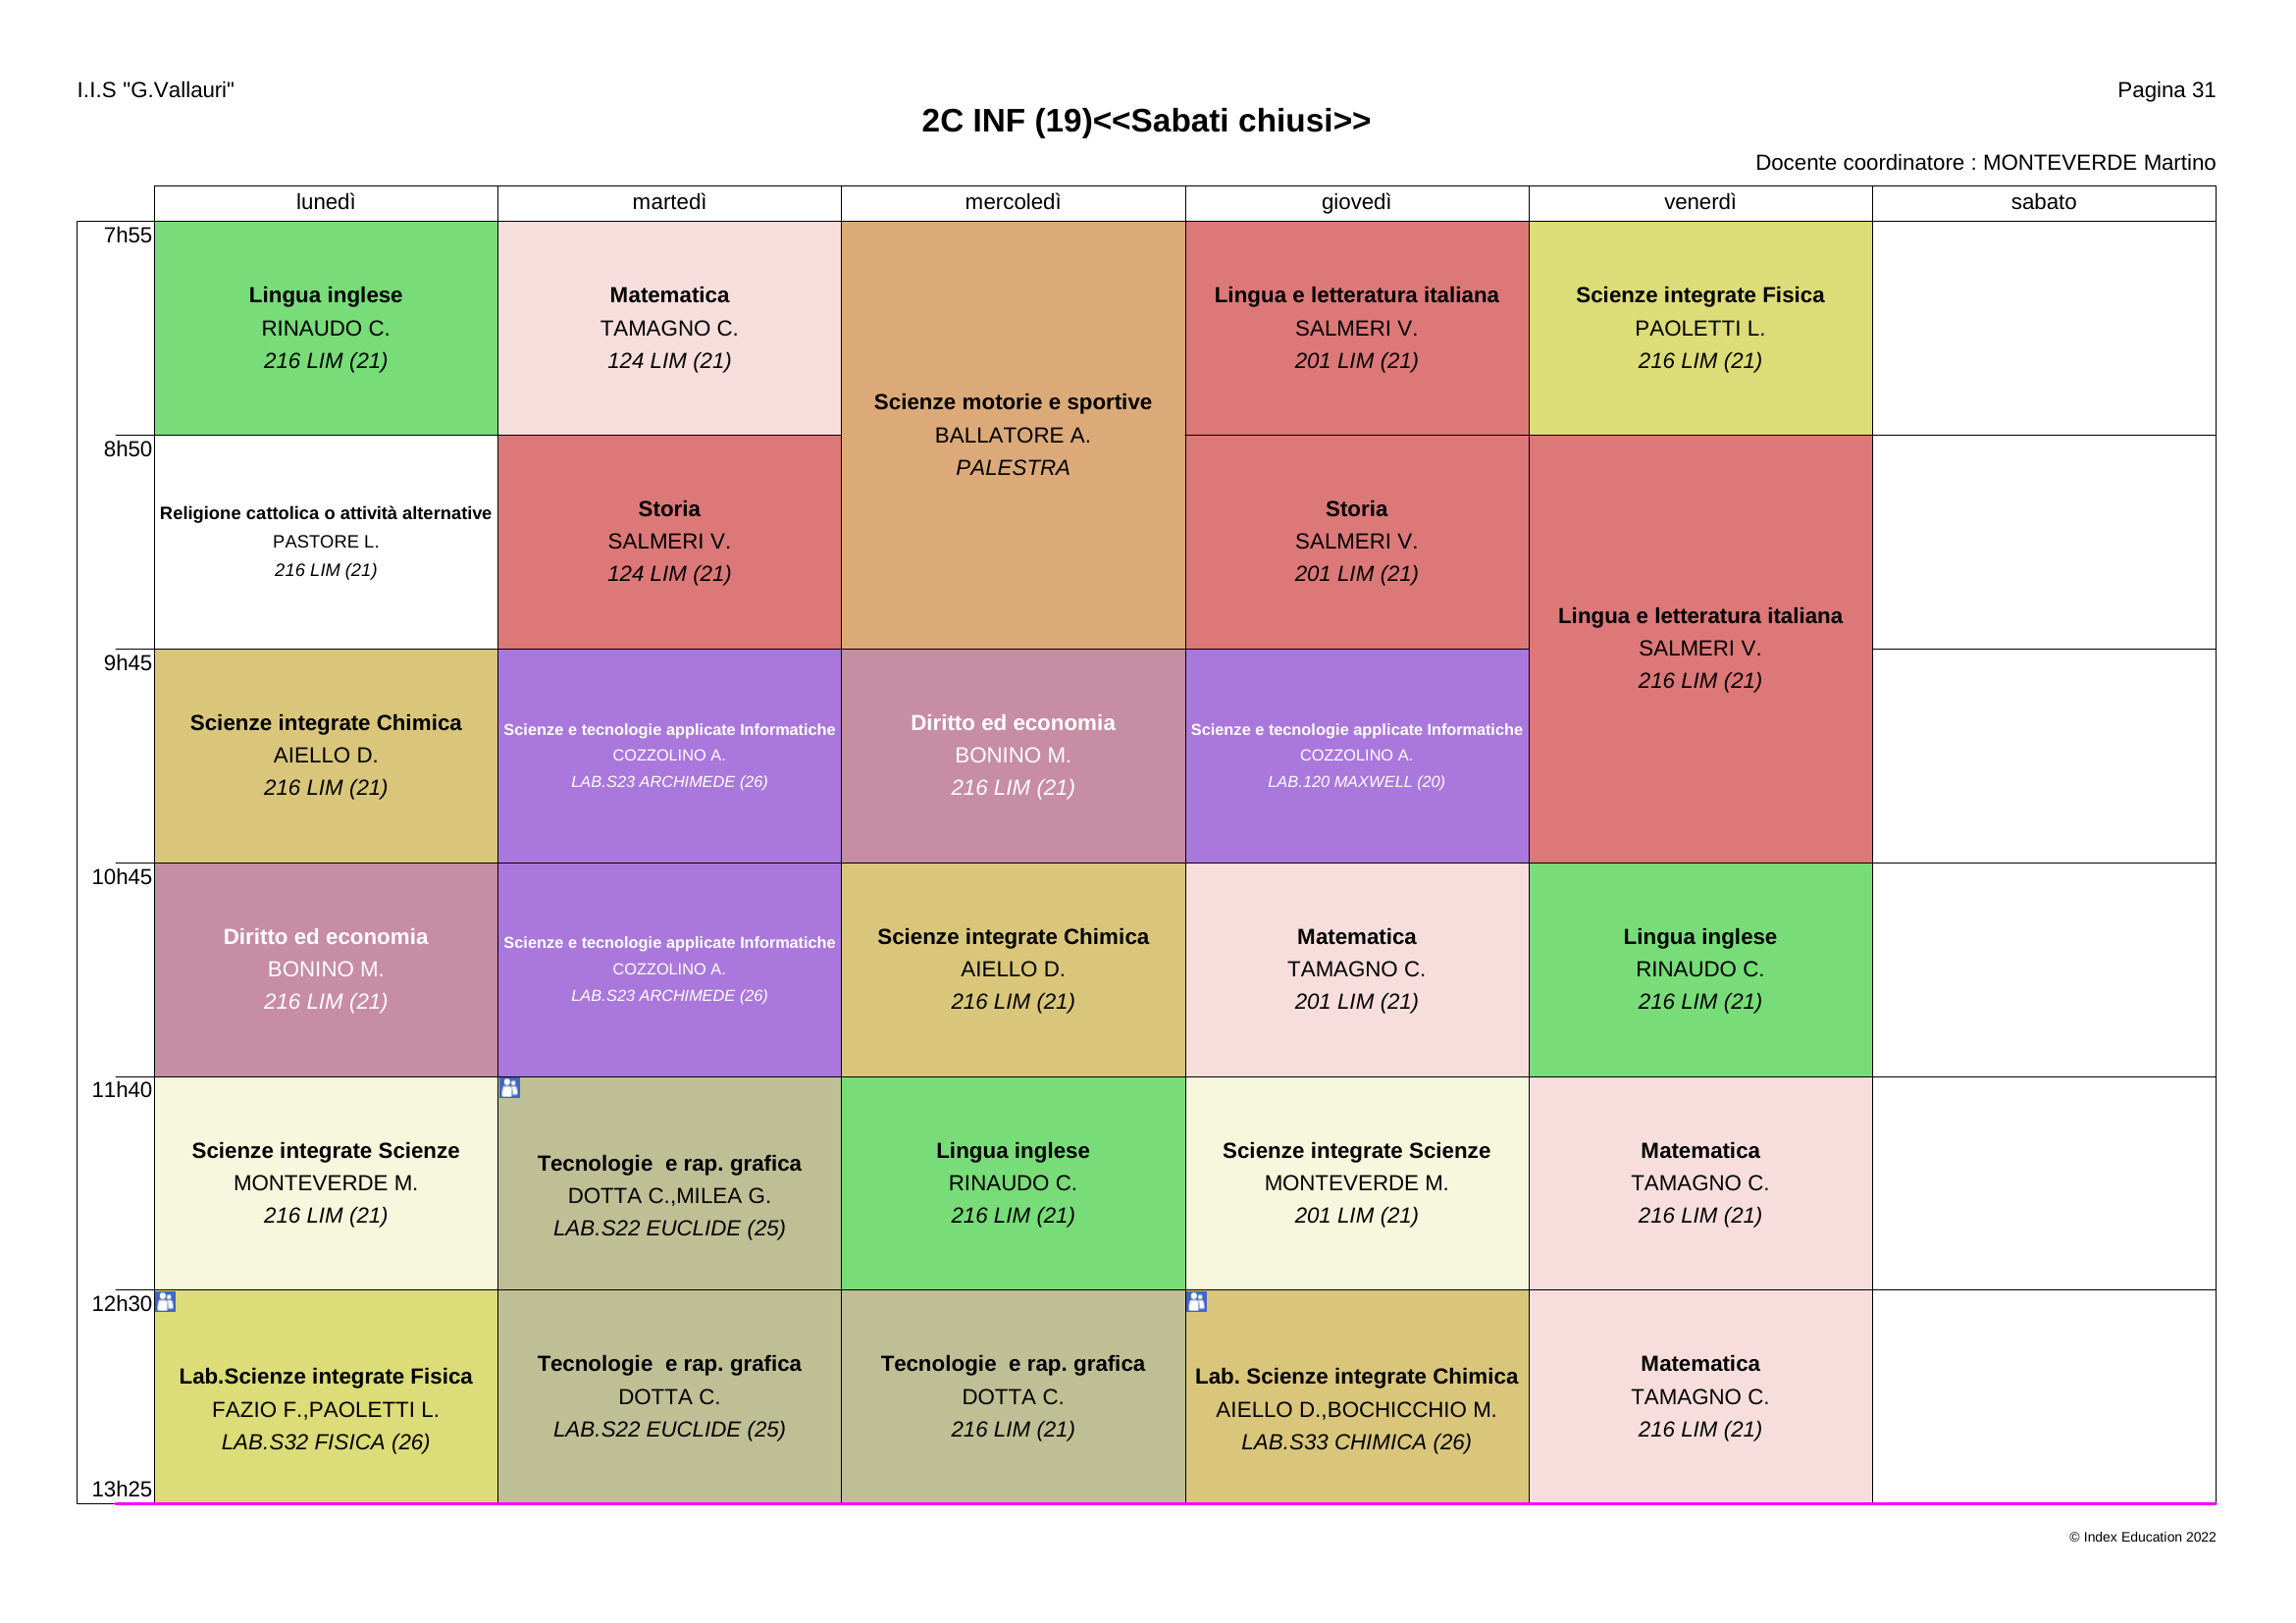 I.I.S "G.Vallauri"
Pagina 31
2C INF (19)<<Sabati chiusi>>
Docente coordinatore : MONTEVERDE Martino
lunedì martedì mercoledì giovedì venerdì sabato
7h55
Lingua inglese
RINAUDO C.
216 LIM (21)
Matematica
TAMAGNO C.
124 LIM (21)
Scienze motorie e sportive
BALLATORE A.
PALESTRA
Lingua e letteratura italiana
SALMERI V.
201 LIM (21)
Scienze integrate Fisica
PAOLETTI L.
216 LIM (21)
8h50
Religione cattolica o attività alternative
PASTORE L.
216 LIM (21)
Storia
SALMERI V.
124 LIM (21)
Storia
SALMERI V.
201 LIM (21)
Lingua e letteratura italiana
SALMERI V.
216 LIM (21)
9h45
Scienze integrate Chimica
AIELLO D.
216 LIM (21)
Scienze e tecnologie applicate Informatiche
COZZOLINO A.
LAB.S23 ARCHIMEDE (26)
Diritto ed economia
BONINO M.
216 LIM (21)
Scienze e tecnologie applicate Informatiche
COZZOLINO A.
LAB.120 MAXWELL (20)
10h45
Diritto ed economia
BONINO M.
216 LIM (21)
Scienze e tecnologie applicate Informatiche
COZZOLINO A.
LAB.S23 ARCHIMEDE (26)
Scienze integrate Chimica
AIELLO D.
216 LIM (21)
Matematica
TAMAGNO C.
201 LIM (21)
Lingua inglese
RINAUDO C.
216 LIM (21)
11h40
Scienze integrate Scienze
MONTEVERDE M.
216 LIM (21)
Tecnologie  e rap. grafica
DOTTA C.,MILEA G.
LAB.S22 EUCLIDE (25)
Lingua inglese
RINAUDO C.
216 LIM (21)
Scienze integrate Scienze
MONTEVERDE M.
201 LIM (21)
Matematica
TAMAGNO C.
216 LIM (21)
12h30
Lab.Scienze integrate Fisica
FAZIO F.,PAOLETTI L.
LAB.S32 FISICA (26)
Tecnologie  e rap. grafica
DOTTA C.
LAB.S22 EUCLIDE (25)
Tecnologie  e rap. grafica
DOTTA C.
216 LIM (21)
Lab. Scienze integrate Chimica
AIELLO D.,BOCHICCHIO M.
LAB.S33 CHIMICA (26)
Matematica
TAMAGNO C.
216 LIM (21)
13h25
© Index Education 2022